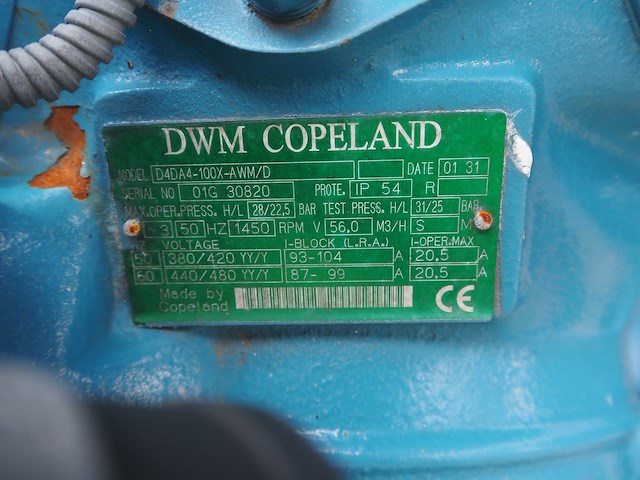 DWM COPELAND
MODEL D4DA4-100X-AWM/D DATE 01 31
SERIAL NO 01G 30820 PROTE. IP 54 R
MAX.OPER.PRESS. H/L 28/22,5 BAR TEST PRESS. H/L 31/25 BAR
3 50 HZ 1450 RPM V 56,0 M3/H S M
VOLTAGE I-BLOCK (L.R.A.) I-OPER.MAX
50 380/420 YY/Y 93-104 A 20.5 A
60 440/480 YY/Y 87- 99 A 20.5 A
Made by
Copeland CE